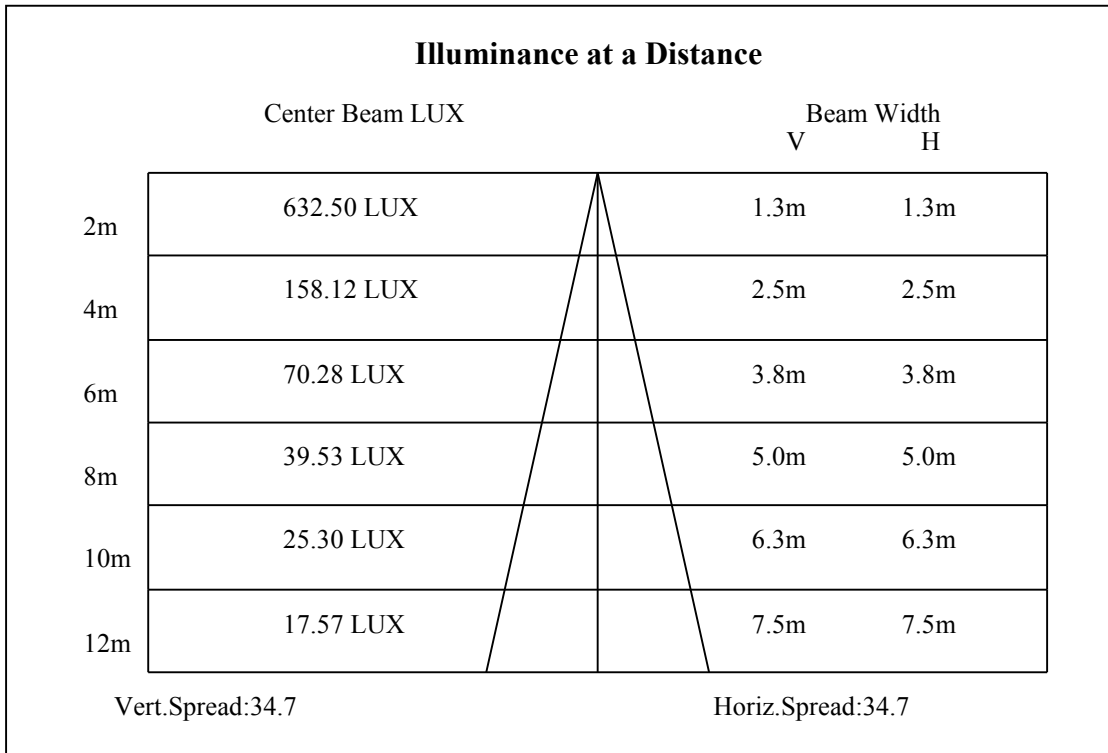 Illuminance at a Distance
Center Beam LUX Beam Width
V H
2m 632.50 LUX 1.3m 1.3m
4m 158.12 LUX 2.5m 2.5m
6m 70.28 LUX 3.8m 3.8m
8m 39.53 LUX 5.0m 5.0m
10m 25.30 LUX 6.3m 6.3m
12m 17.57 LUX 7.5m 7.5m
Vert.Spread:34.7 Horiz.Spread:34.7